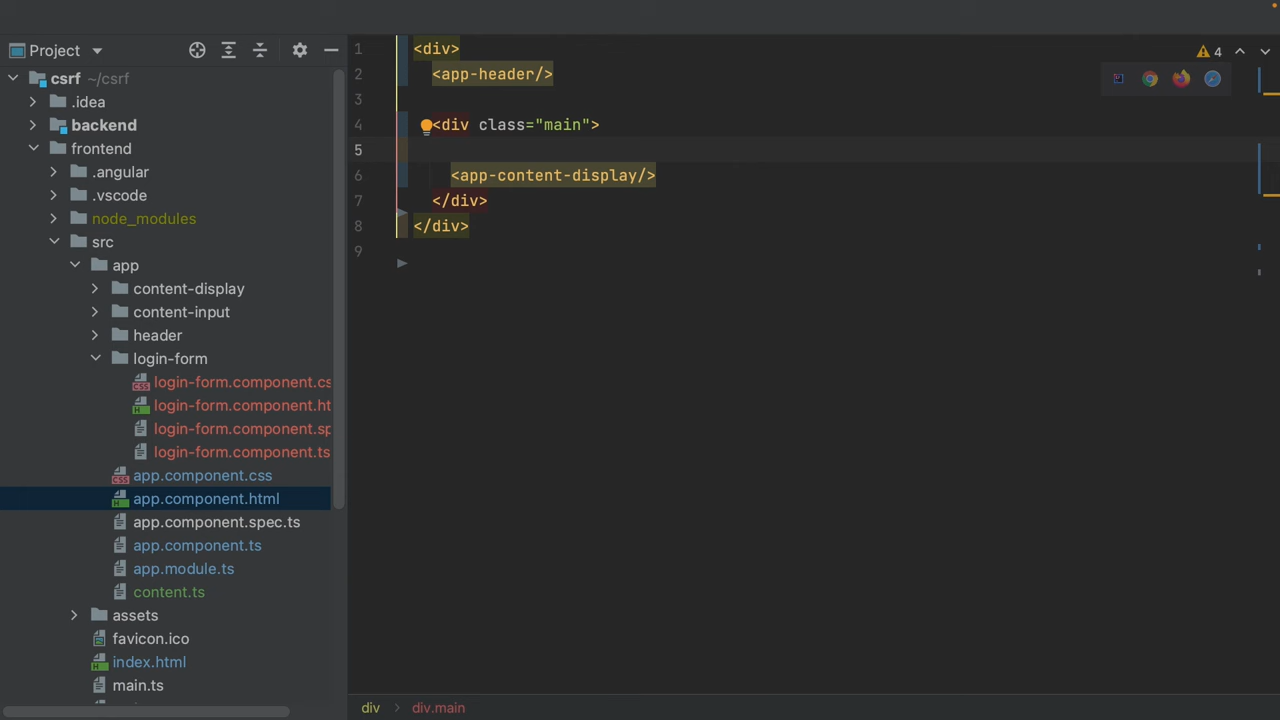 Project
csrf ~/csrf
.idea
backend
frontend
.angular
.vscode
node_modules
src
app
content-display
content-input
header
login-form
login-form.component.cs
login-form.component.ht
login-form.component.sp
login-form.component.ts
app.component.css
app.component.html
app.component.spec.ts
app.component.ts
app.module.ts
content.ts
assets
favicon.ico
index.html
main.ts
1 <div>
2 <app-header/>
3
4 <div class="main">
5
6 <app-content-display/>
7 </div>
8 </div>
9
4
div > div.main